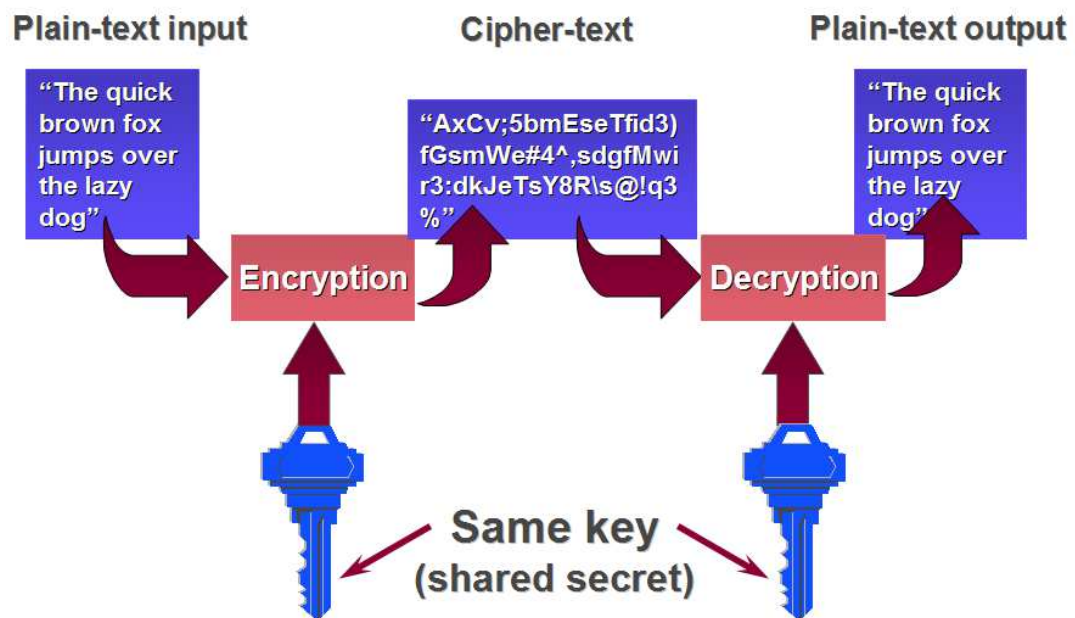 Plain-text input
Cipher-text
Plain-text output
“The quick
brown fox
jumps over
the lazy
dog”
“AxCv;5bmEseTfid3)
fGsmWe#4^,sdgfMwi
r3:dkJeTsY8R\s@!q3
%”
“The quick
brown fox
jumps over
the lazy
dog”
Encryption
Decryption
Same key
(shared secret)